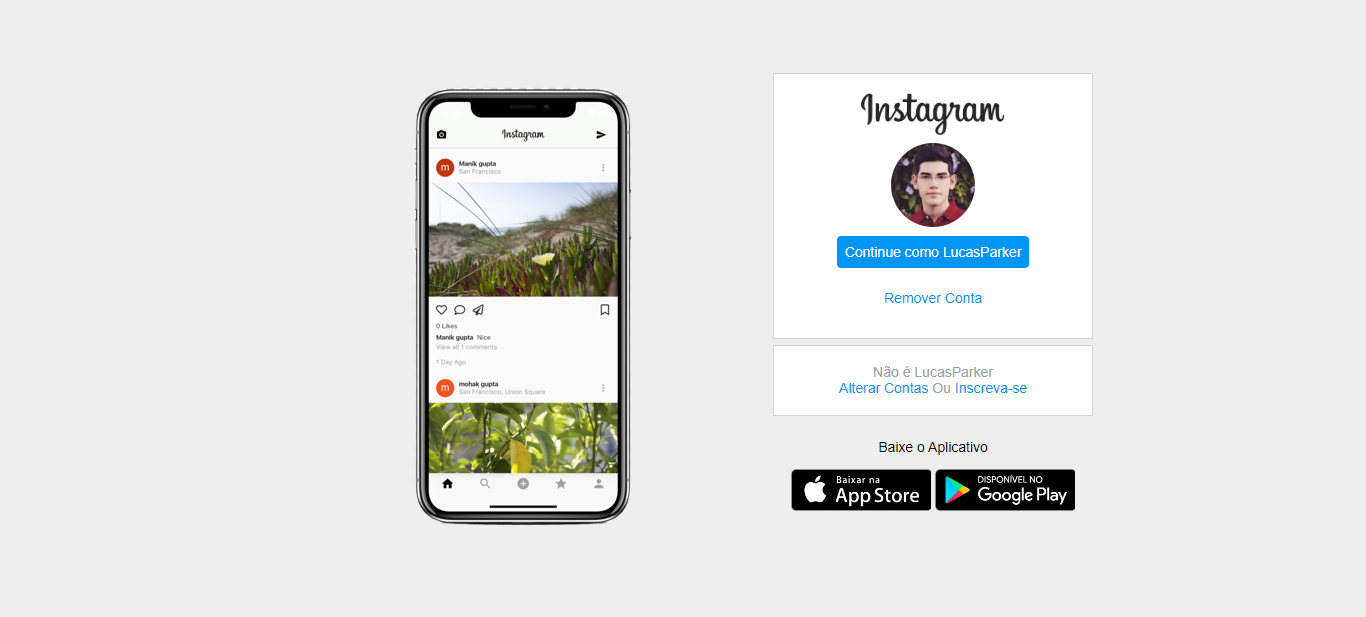 Instagram
m
Manik gupta
San Francisco
0 Likes
Manik gupta Nice
View all 1 comments
1 Day Ago
m
mohak gupta
San Francisco, Union Square
Instagram
Continue como LucasParker
Remover Conta
Não é LucasParker
Alterar Contas Ou Inscreva-se
Baixe o Aplicativo
Baixar na
App Store
DISPONÍVEL NO
Google Play